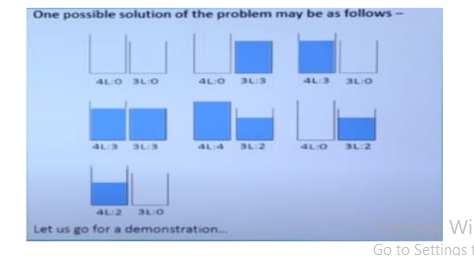 One possible solution of the problem may be as follows –
4L:0 3L:0 4L:0 3L:3 4L:3 3L:0
4L:3 3L:3 4L:4 3L:2 4L:0 3L:2
4L:2 3L:0
Let us go for a demonstration...
Wi
Go to Settings t